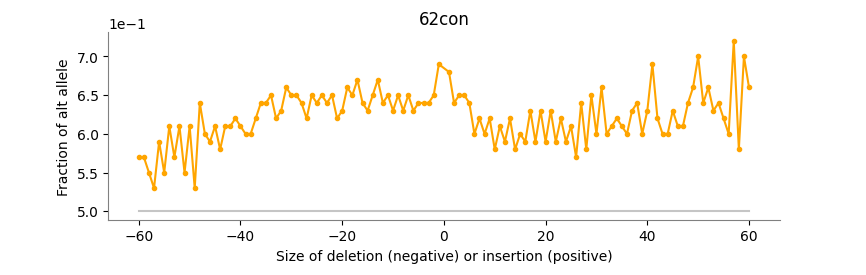 62con
1e−1
7.0
6.5
6.0
5.5
5.0
Fraction of alt allele
−60 −40 −20 0 20 40 60
Size of deletion (negative) or insertion (positive)